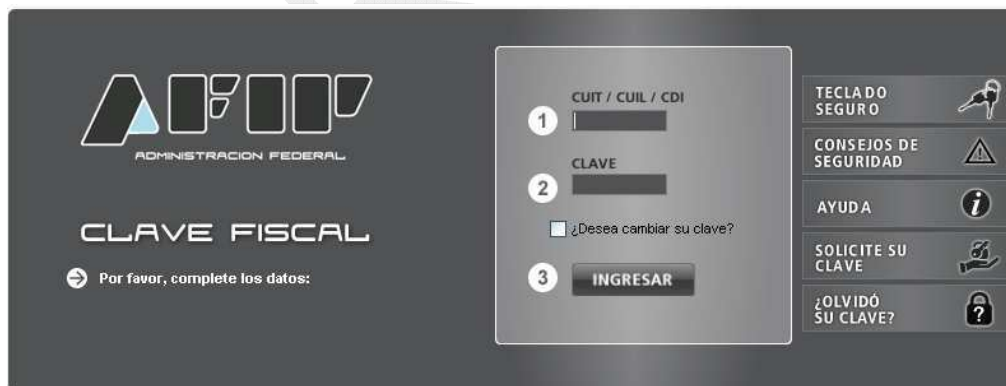 AFIP
ADMINISTRACION FEDERAL
CLAVE FISCAL
Por favor, complete los datos:
CUIT / CUIL / CDI
1
CLAVE
2
¿Desea cambiar su clave?
3
INGRESAR
TECLADO
SEGURO
CONSEJOS DE
SEGURIDAD
AYUDA
SOLICITE SU
CLAVE
¿OLVIDÓ
SU CLAVE?